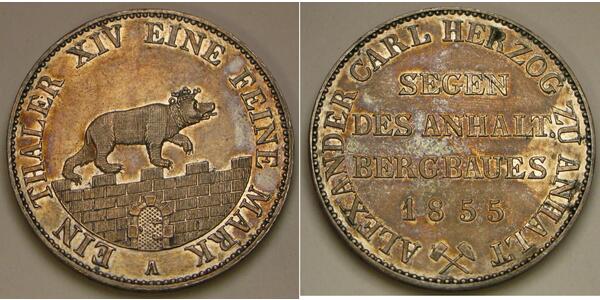 EIN THALER XIV EINE FEINE MARK
A
ALEXANDER CARL HERZOG ZU ANHALT
SEGEN
DES ANHALT.
BERGBAUES
1855